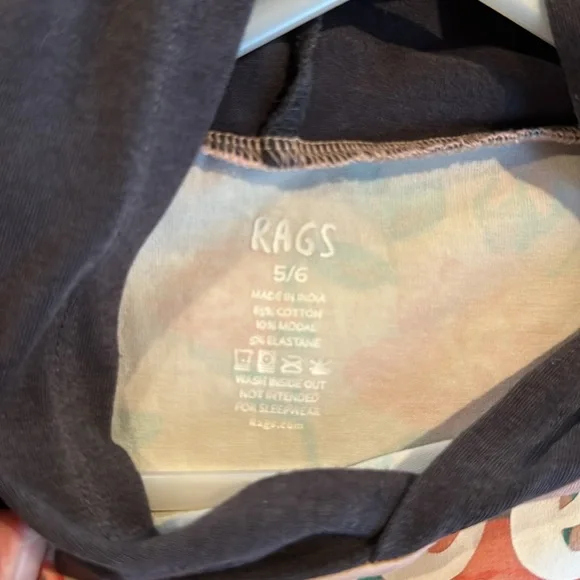 RAGS
5/6
MADE IN INDIA
85% COTTON
10% MODAL
5% ELASTANE
WASH INSIDE OUT
NOT INTENDED
FOR SLEEPWEAR
Rags.com